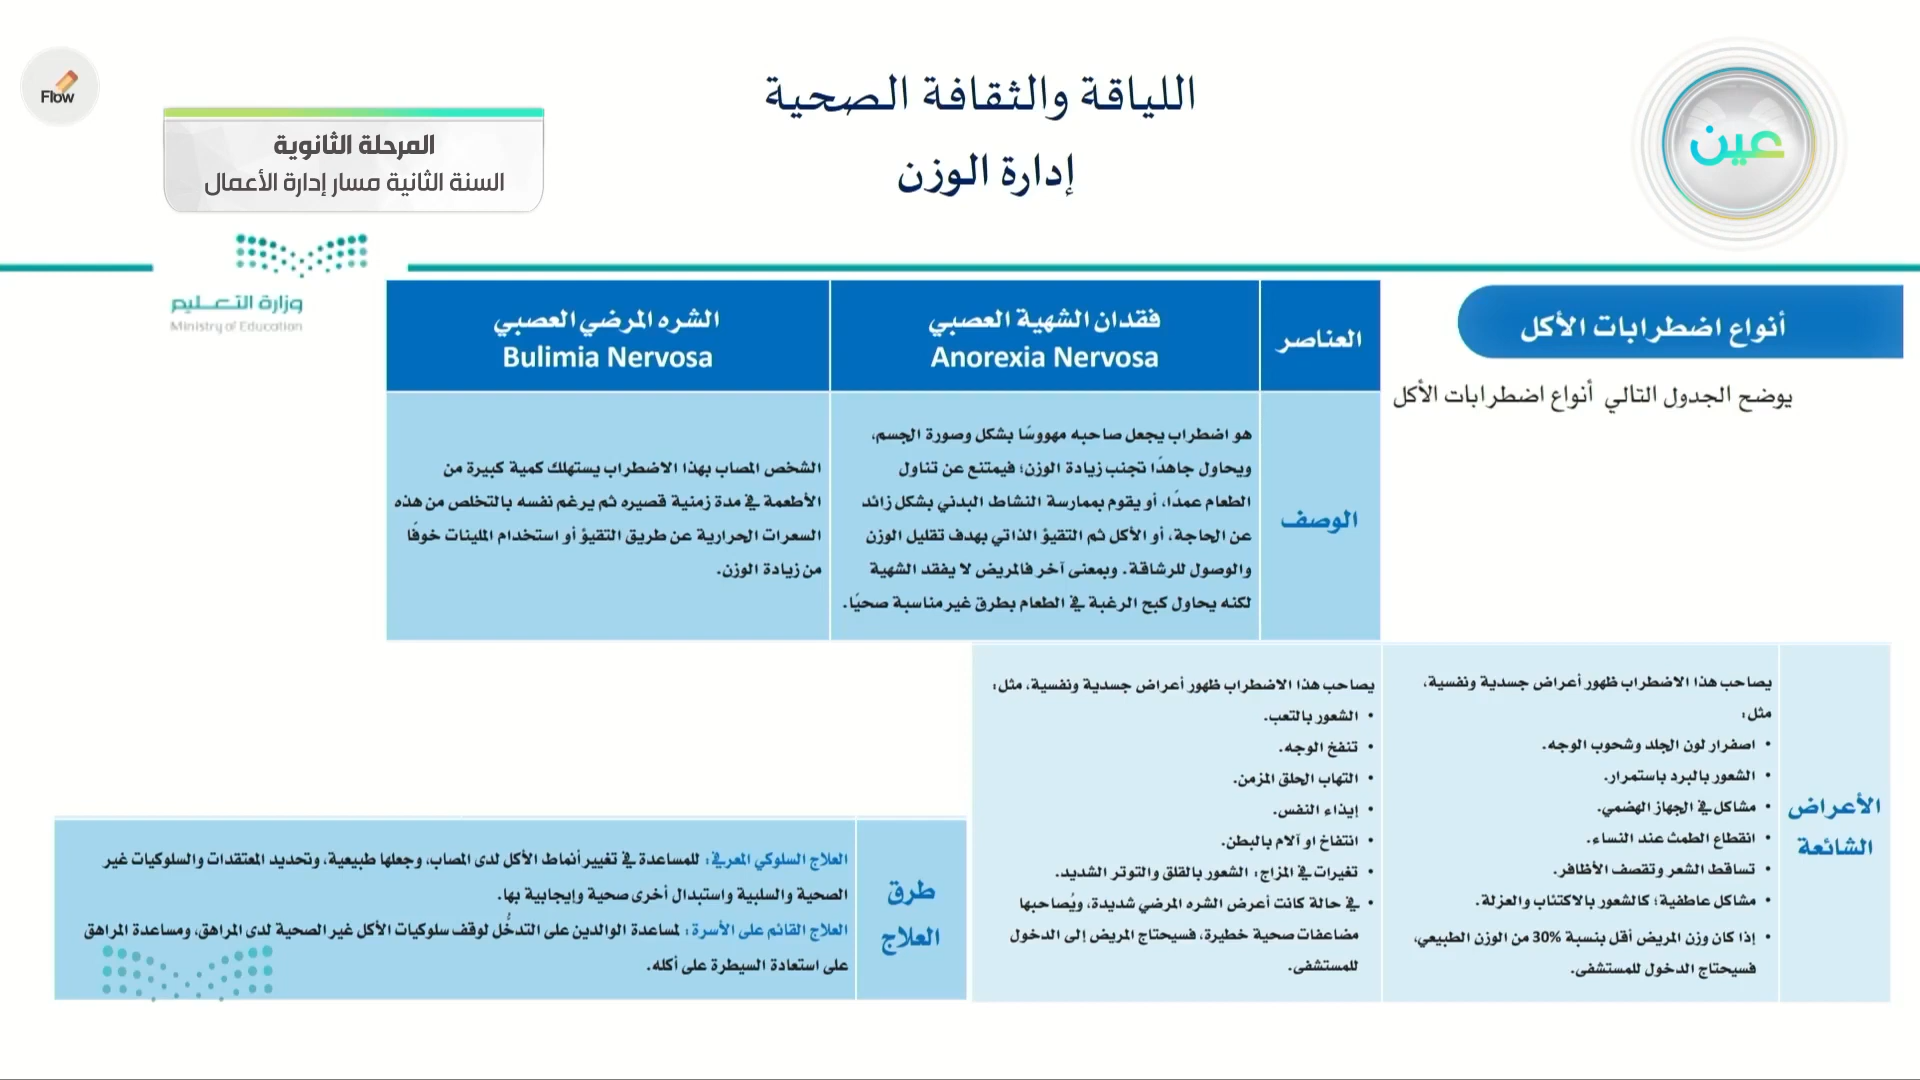 Flow
المرحلة الثانوية
السنة الثانية مسار إدارة الأعمال
اللياقة والثقافة الصحية
إدارة الوزن
عين
وزارة التعليم
Ministry of Education
أنواع اضطرابات الأكل
يوضح الجدول التالي أنواع اضطرابات الأكل
العناصر
فقدان الشهية العصبي
Anorexia Nervosa
الشره المرضي العصبي
Bulimia Nervosa
الوصف
هو اضطراب يجعل صاحبه مهووسًا بشكل وصورة الجسم،
ويحاول جاهدًا تجنب زيادة الوزن؛ فيمتنع عن تناول
الطعام عمدًا، أو يقوم بممارسة النشاط البدني بشكل زائد
عن الحاجة، أو الأكل ثم التقيؤ الذاتي بهدف تقليل الوزن
والوصول للرشاقة. وبمعنى آخر فالمريض لا يفقد الشهية
لكنه يحاول كبح الرغبة في الطعام بطرق غير مناسبة صحيًا.
الشخص المصاب بهذا الاضطراب يستهلك كمية كبيرة من
الأطعمة في مدة زمنية قصيره ثم يرغم نفسه بالتخلص من هذه
السعرات الحرارية عن طريق التقيؤ أو استخدام الملينات خوفًا
من زيادة الوزن.
الأعراض
الشائعة
يصاحب هذا الاضطراب ظهور أعراض جسدية ونفسية،
مثل:
• اصفرار لون الجلد وشحوب الوجه.
• الشعور بالبرد باستمرار.
• مشاكل في الجهاز الهضمي.
• انقطاع الطمث عند النساء.
• تساقط الشعر وتقصف الأظافر.
• مشاكل عاطفية؛ كالشعور بالاكتئاب والعزلة.
• إذا كان وزن المريض أقل بنسبة 30% من الوزن الطبيعي،
فسيحتاج الدخول للمستشفى.
يصاحب هذا الاضطراب ظهور أعراض جسدية ونفسية، مثل:
• الشعور بالتعب.
• تنفخ الوجه.
• التهاب الحلق المزمن.
• إيذاء النفس.
• انتفاخ او آلام بالبطن.
• تغيرات في المزاج: الشعور بالقلق والتوتر الشديد.
• في حالة كانت أعرض الشره المرضي شديدة، ويُصاحبها
مضاعفات صحية خطيرة، فسيحتاج المريض إلى الدخول
للمستشفى.
طرق
العلاج
العلاج السلوكي المعرفي: للمساعدة في تغيير أنماط الأكل لدى المصاب، وجعلها طبيعية، وتحديد المعتقدات والسلوكيات غير
الصحية والسلبية واستبدال أخرى صحية وإيجابية بها.
العلاج القائم على الأسرة: لمساعدة الوالدين على التدخُّل لوقف سلوكيات الأكل غير الصحية لدى المراهق، ومساعدة المراهق
على استعادة السيطرة على أكله.